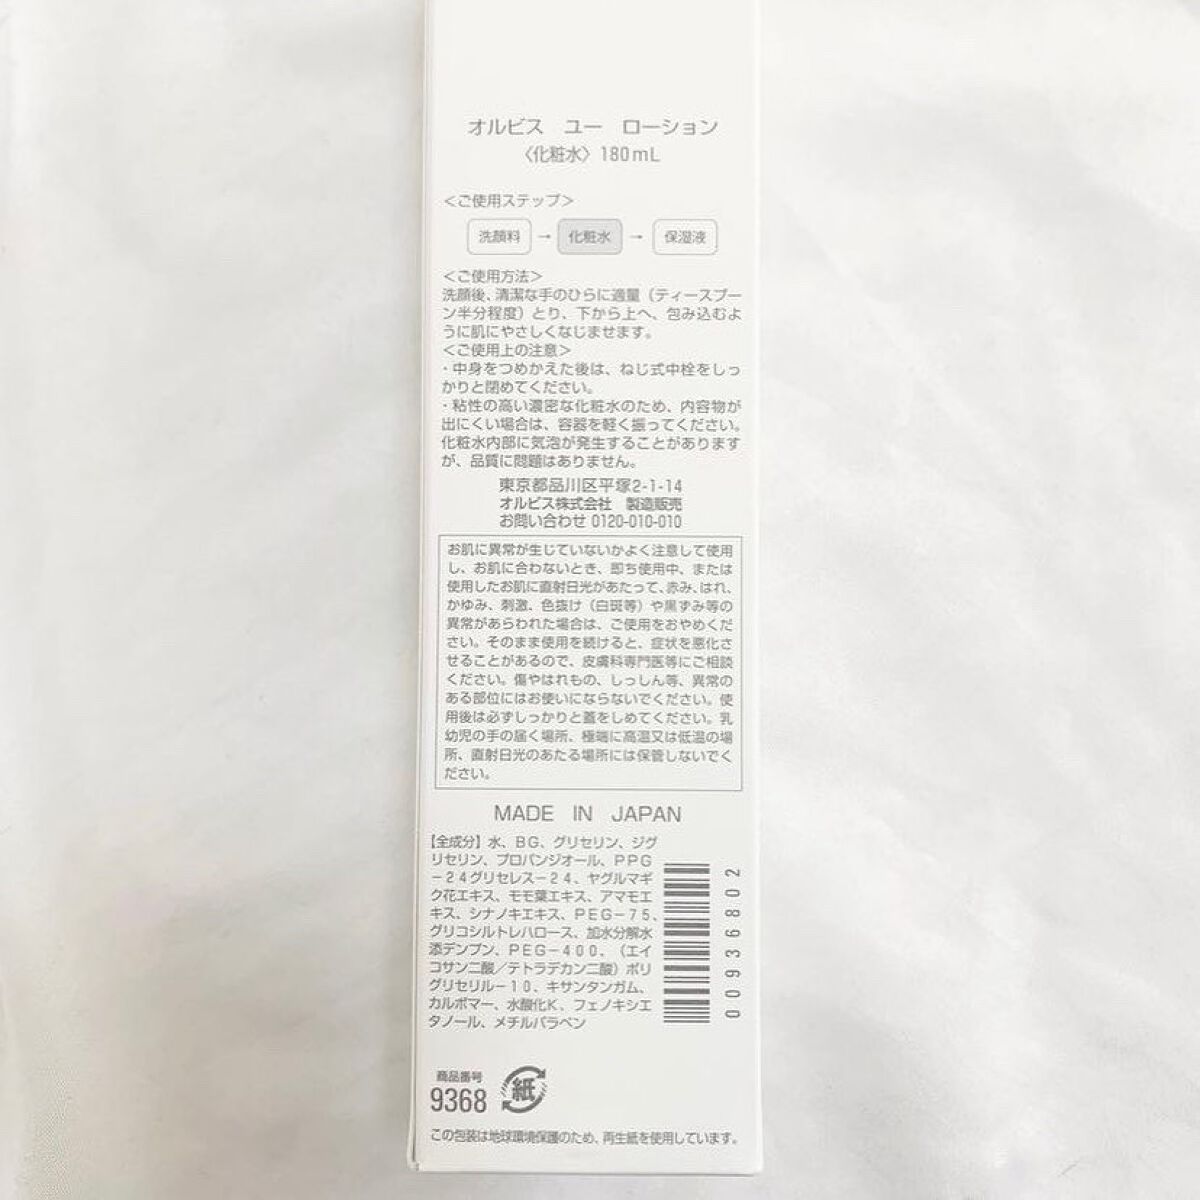 オルビス　ユー　ローション
〈化粧水〉180mL
＜ご使用ステップ＞
洗顔料 → 化粧水 → 保湿液
＜ご使用方法＞
洗顔後、清潔な手のひらに適量（ティースプー
ン半分程度）とり、下から上へ、包み込むよ
うに肌にやさしくなじませます。
＜ご使用上の注意＞
・中身をつめかえた後は、ねじ式中栓をしっ
かりと閉めてください。
・粘性の高い濃密な化粧水のため、内容物が
出にくい場合は、容器を軽く振ってください。
化粧水内部に気泡が発生することがあります
が、品質に問題はありません。
東京都品川区平塚2-1-14
オルビス株式会社　製造販売
お問い合わせ 0120-010-010
お肌に異常が生じていないかよく注意して使用
し、お肌に合わないとき、即ち使用中、または
使用したお肌に直射日光があたって、赤み、はれ、
かゆみ、刺激、色抜け（白斑等）や黒ずみ等の
異常があらわれた場合は、ご使用をおやめくだ
さい。そのまま使用を続けると、症状を悪化さ
せることがあるので、皮膚科専門医等にご相談
ください。傷やはれもの、しっしん等、異常の
ある部位にはお使いにならないでください。使
用後は必ずしっかりと蓋をしめてください。乳
幼児の手の届く場所、極端に高温又は低温の場
所、直射日光のあたる場所には保管しないでく
ださい。
MADE IN JAPAN
【全成分】水、ＢＧ、グリセリン、ジグ
リセリン、プロパンジオール、ＰＰＧ
－２４グリセレス－２４、ヤグルマギ
ク花エキス、モモ葉エキス、アマモエ
キス、シナノキエキス、ＰＥＧ－７５、
グリコシルトレハロース、加水分解水
添デンプン、ＰＥＧ－４００、（エイ
コサン二酸／テトラデカン二酸）ポリ
グリセリル－１０、キサンタンガム、
カルボマー、水酸化Ｋ、フェノキシエ
タノール、メチルパラベン
00936802
商品番号
9368
紙
この包装は地球環境保護のため、再生紙を使用しています。